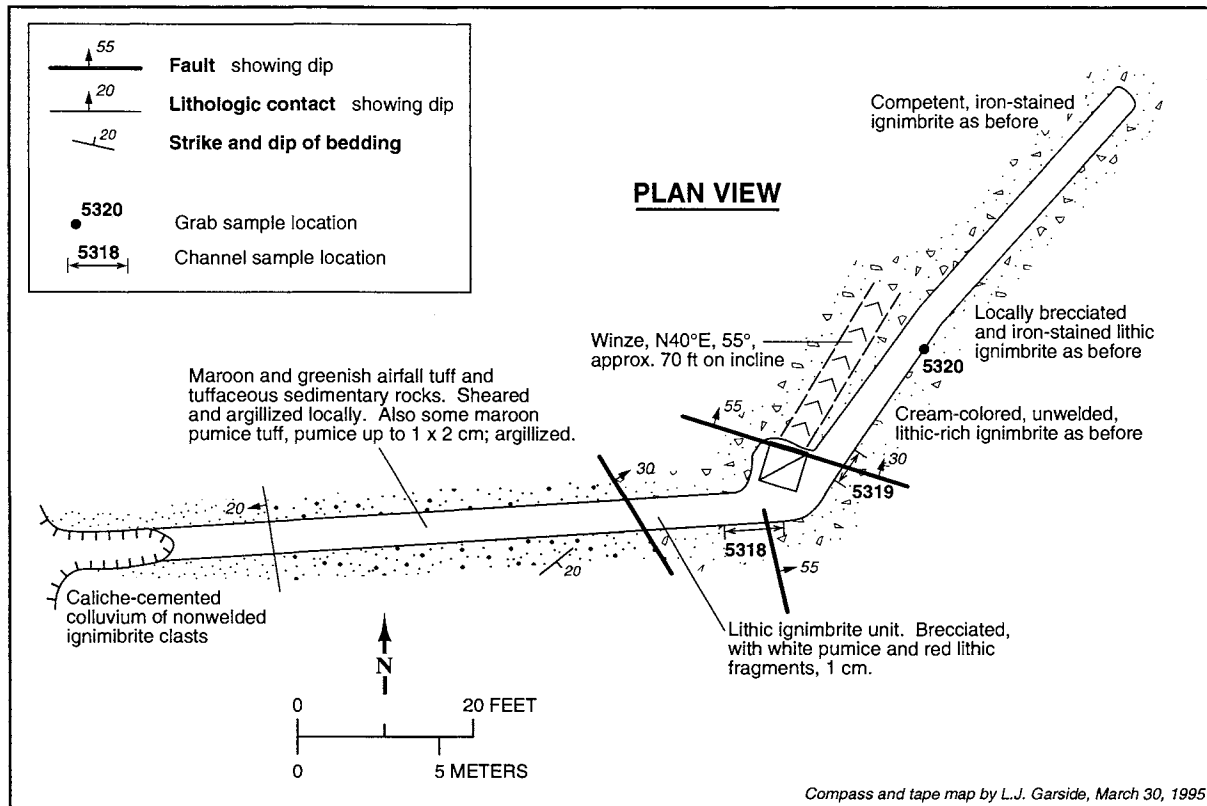 55
Fault showing dip
20
Lithologic contact showing dip
20
Strike and dip of bedding
5320
Grab sample location
5318
Channel sample location
PLAN VIEW
Competent, iron-stained
ignimbrite as before
Winze, N40°E, 55°,
approx. 70 ft on incline
Locally brecciated
and iron-stained lithic
ignimbrite as before
5320
Maroon and greenish airfall tuff and
tuffaceous sedimentary rocks. Sheared
and argillized locally. Also some maroon
pumice tuff, pumice up to 1 x 2 cm; argillized.
55
Cream-colored, unwelded,
lithic-rich ignimbrite as before
30
30
5319
20
5318
20
55
Caliche-cemented
colluvium of nonwelded
ignimibrite clasts
Lithic ignimbrite unit. Brecciated,
with white pumice and red lithic
fragments, 1 cm.
N
0 20 FEET
0 5 METERS
Compass and tape map by L.J. Garside, March 30, 1995